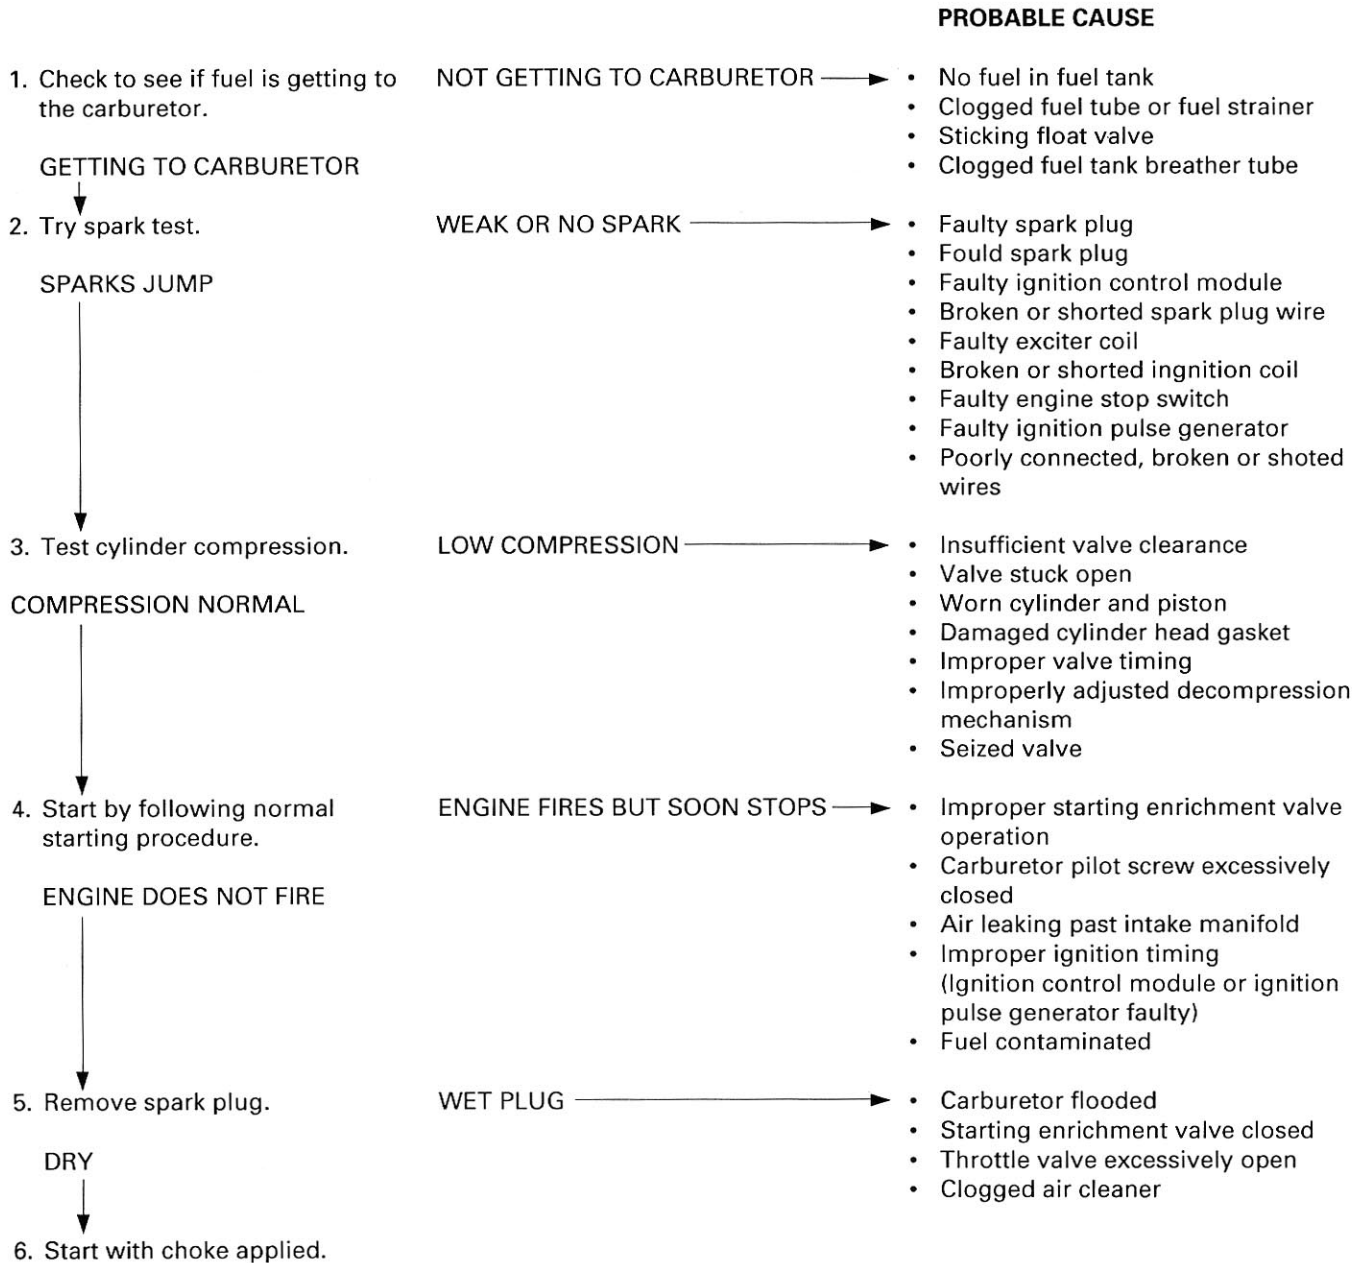 PROBABLE CAUSE
1. Check to see if fuel is getting to
the carburetor.
GETTING TO CARBURETOR
NOT GETTING TO CARBURETOR
• No fuel in fuel tank
• Clogged fuel tube or fuel strainer
• Sticking float valve
• Clogged fuel tank breather tube
2. Try spark test.
SPARKS JUMP
WEAK OR NO SPARK
• Faulty spark plug
• Fould spark plug
• Faulty ignition control module
• Broken or shorted spark plug wire
• Faulty exciter coil
• Broken or shorted ingnition coil
• Faulty engine stop switch
• Faulty ignition pulse generator
• Poorly connected, broken or shoted
wires
3. Test cylinder compression.
COMPRESSION NORMAL
LOW COMPRESSION
• Insufficient valve clearance
• Valve stuck open
• Worn cylinder and piston
• Damaged cylinder head gasket
• Improper valve timing
• Improperly adjusted decompression
mechanism
• Seized valve
4. Start by following normal
starting procedure.
ENGINE DOES NOT FIRE
ENGINE FIRES BUT SOON STOPS
• Improper starting enrichment valve
operation
• Carburetor pilot screw excessively
closed
• Air leaking past intake manifold
• Improper ignition timing
(Ignition control module or ignition
pulse generator faulty)
• Fuel contaminated
5. Remove spark plug.
DRY
WET PLUG
• Carburetor flooded
• Starting enrichment valve closed
• Throttle valve excessively open
• Clogged air cleaner
6. Start with choke applied.